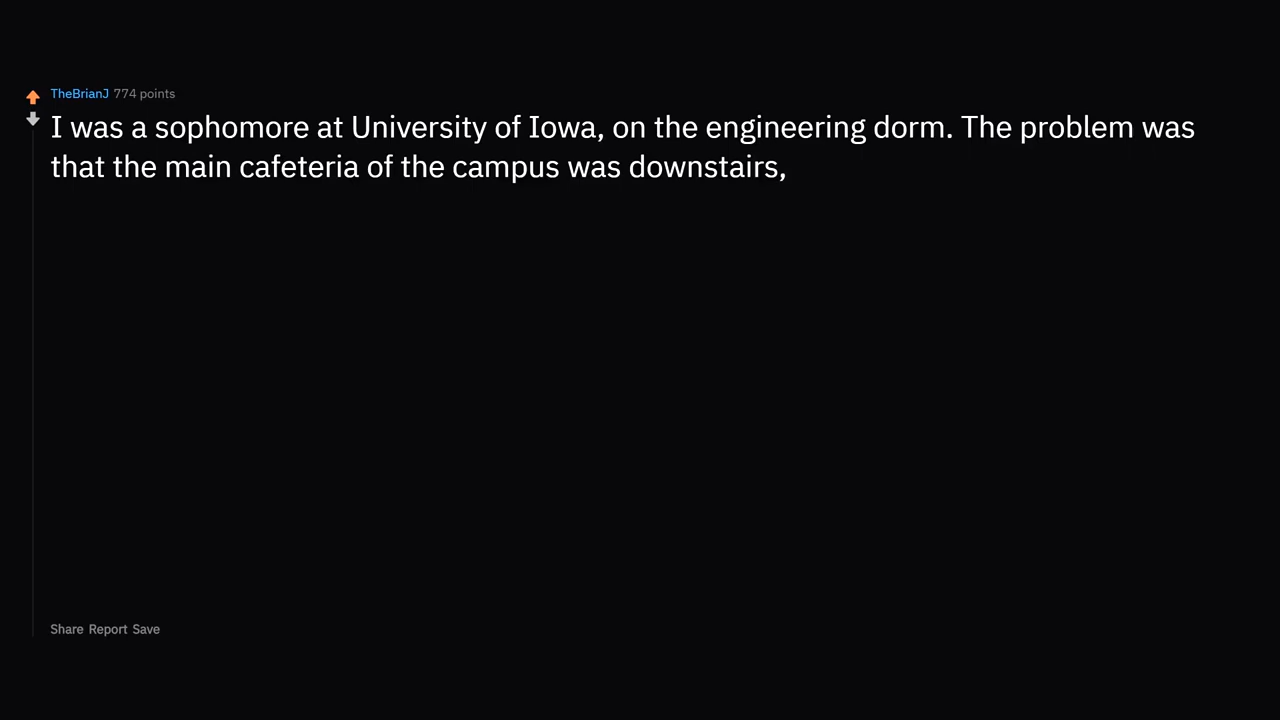 TheBrianJ 774 points
I was a sophomore at University of Iowa, on the engineering dorm. The problem was
that the main cafeteria of the campus was downstairs,
Share Report Save